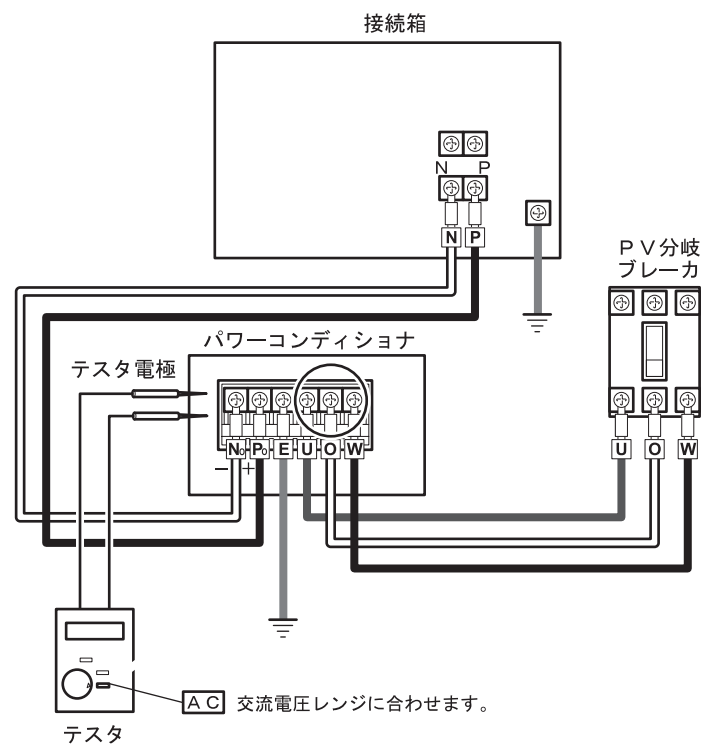 接続箱
N P
N P
PV分岐
ブレーカ
パワーコンディショナ
テスタ電極
N₀ P₀ E U O W
− +
U O W
AC 交流電圧レンジに合わせます。
テスタ